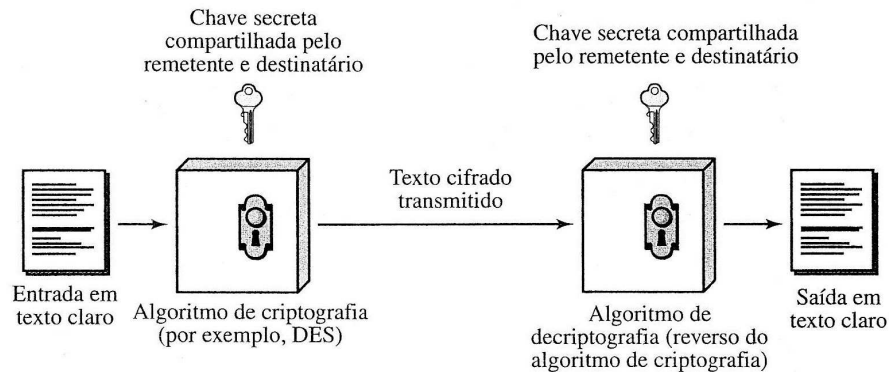 Chave secreta
compartilhada pelo
remetente e destinatário
Chave secreta compartilhada
pelo remetente e destinatário
Texto cifrado
transmitido
Entrada em
texto claro
Algoritmo de criptografia
(por exemplo, DES)
Algoritmo de
decriptografia (reverso do
algoritmo de criptografia)
Saída em
texto claro